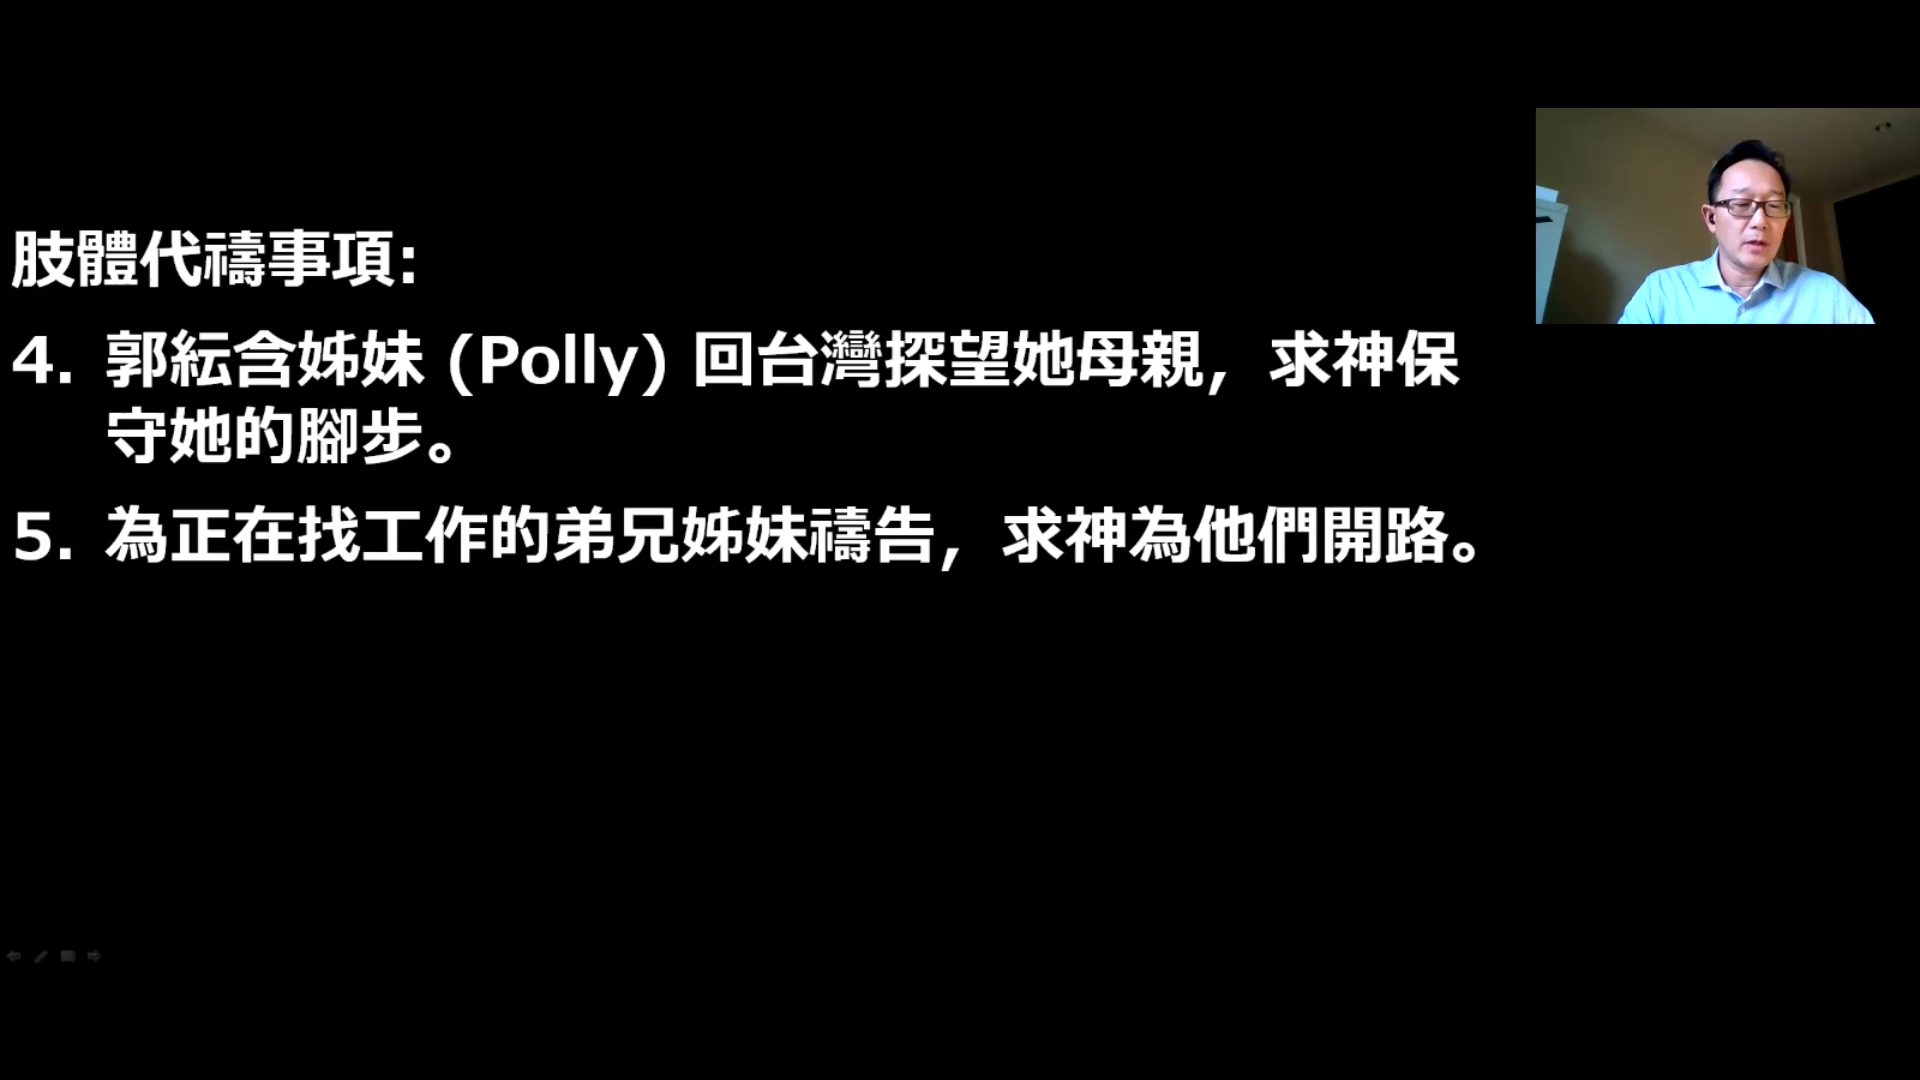 肢體代禱事項:
4. 郭紜含姊妹 (Polly) 回台灣探望她母親，求神保
守她的腳步。
5. 為正在找工作的弟兄姊妹禱告，求神為他們開路。